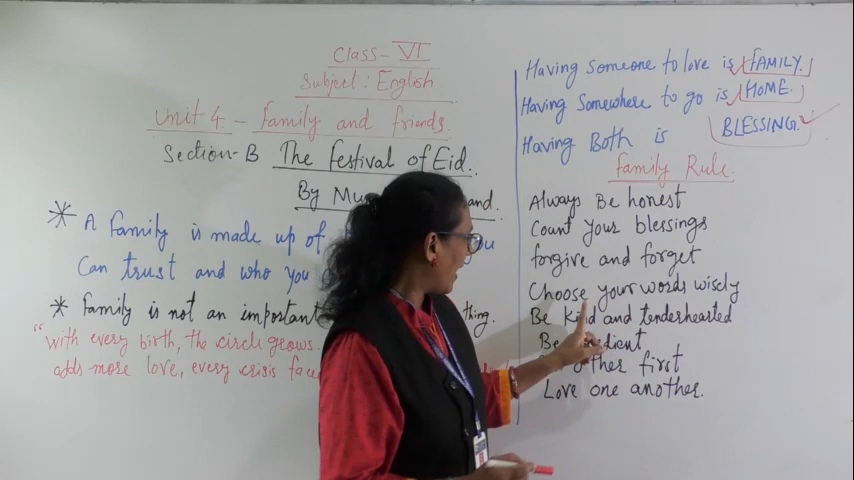 Class- VI
Subject: English
Unit 4 - Family and friends.
Section-B The Festival of Eid.
By
* A Family is made up of
Can trust and who you
* Family is not an important thing.
"with every birth, the circle grows.
adds more love, every crisis
Having someone to love is FAMILY.
Having Somewhere to go is HOME.
Having Both is BLESSING.
Family Rule.
Always Be honest
Count your blessings
forgive and forget
Choose your words wisely
Be Kind and tenderhearted
Be
first
Love one another.